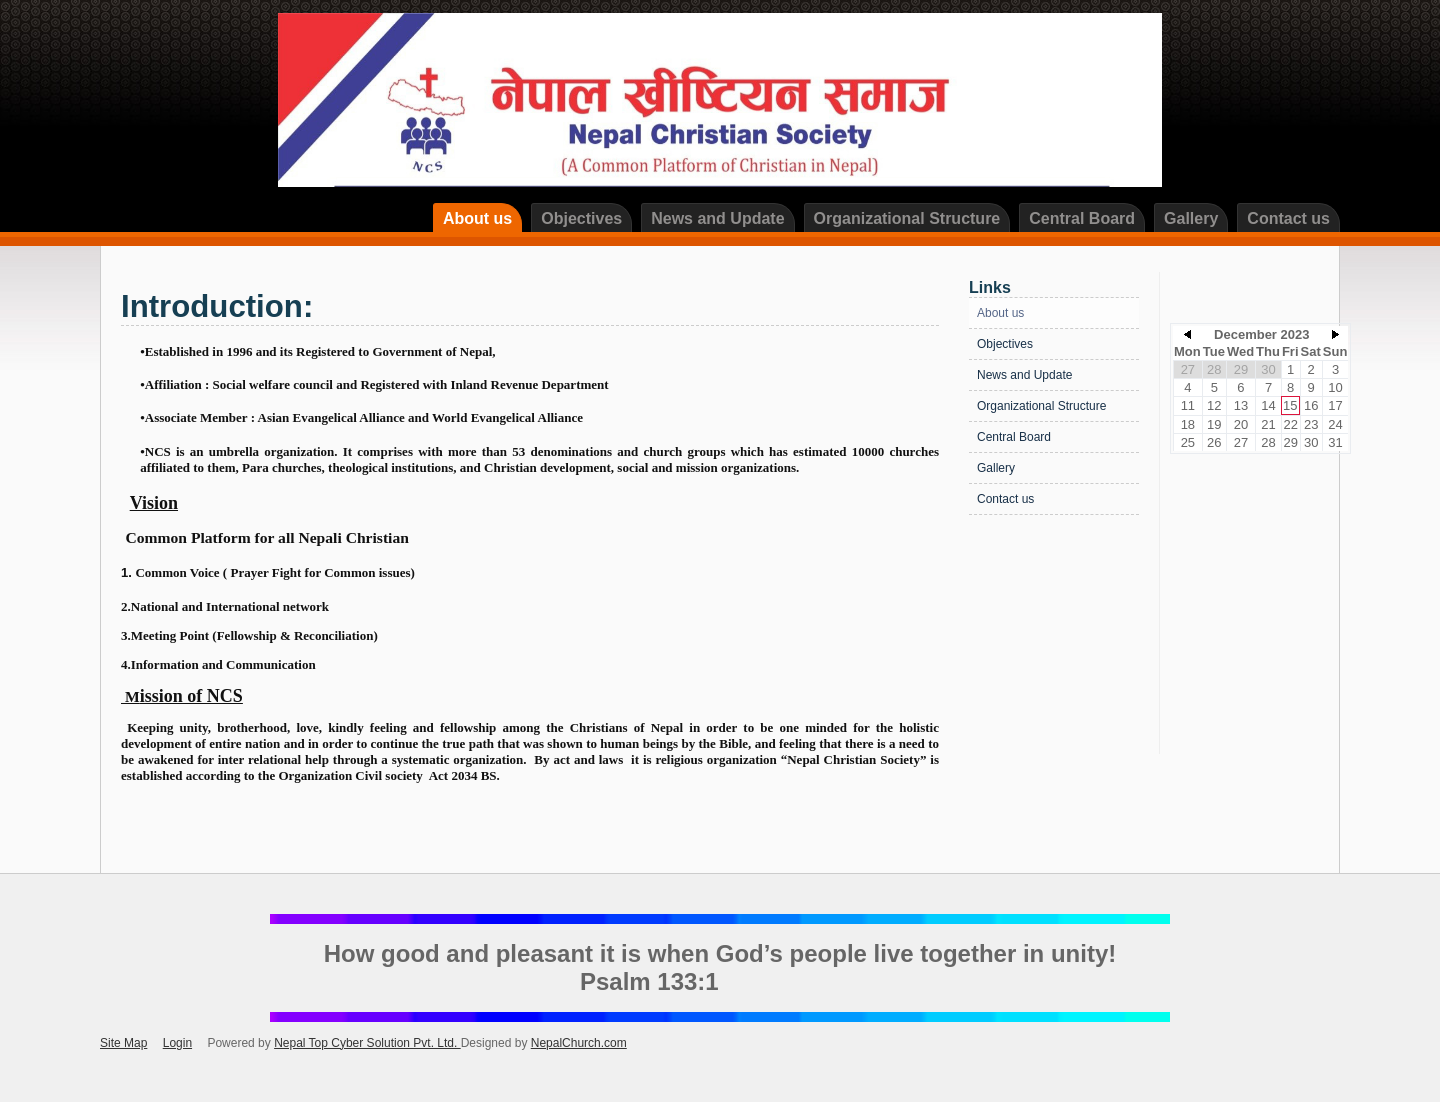 नेपाल ख्रीष्टियन समाज
Nepal Christian Society
(A Common Platform of Christian in Nepal)
NCS
About us
Objectives
News and Update
Organizational Structure
Central Board
Gallery
Contact us
Introduction:
•Established in 1996 and its Registered to Government of Nepal,
•Affiliation : Social welfare council and Registered with Inland Revenue Department
•Associate Member : Asian Evangelical Alliance and World Evangelical Alliance
•NCS is an umbrella organization. It comprises with more than 53 denominations and church groups which has estimated 10000 churches
affiliated to them, Para churches, theological institutions, and Christian development, social and mission organizations.
Vision
Common Platform for all Nepali Christian
1. Common Voice ( Prayer Fight for Common issues)
2.National and International network
3.Meeting Point (Fellowship & Reconciliation)
4.Information and Communication
Mission of NCS
Keeping unity, brotherhood, love, kindly feeling and fellowship among the Christians of Nepal in order to be one minded for the holistic
development of entire nation and in order to continue the true path that was shown to human beings by the Bible, and feeling that there is a need to
be awakened for inter relational help through a systematic organization.  By act and laws  it is religious organization “Nepal Christian Society” is
established according to the Organization Civil society  Act 2034 BS.
Links
About us
Objectives
News and Update
Organizational Structure
Central Board
Gallery
Contact us
December 2023
Mon Tue Wed Thu Fri Sat Sun
27 28 29 30 1 2 3
4 5 6 7 8 9 10
11 12 13 14 15 16 17
18 19 20 21 22 23 24
25 26 27 28 29 30 31
How good and pleasant it is when God’s people live together in unity!
Psalm 133:1
Site Map Login Powered by Nepal Top Cyber Solution Pvt. Ltd. Designed by NepalChurch.com